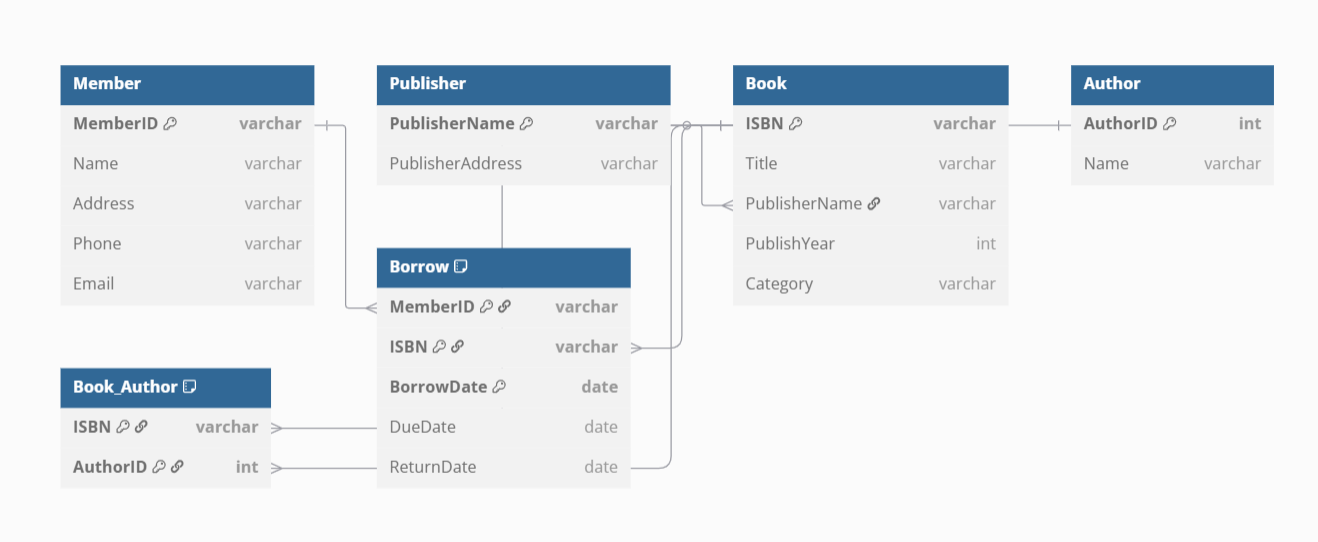 Member
MemberID varchar
Name varchar
Address varchar
Phone varchar
Email varchar
Publisher
PublisherName varchar
PublisherAddress varchar
Book
ISBN varchar
Title varchar
PublisherName varchar
PublishYear int
Category varchar
Author
AuthorID int
Name varchar
Borrow
MemberID varchar
ISBN varchar
BorrowDate date
DueDate date
ReturnDate date
Book_Author
ISBN varchar
AuthorID int